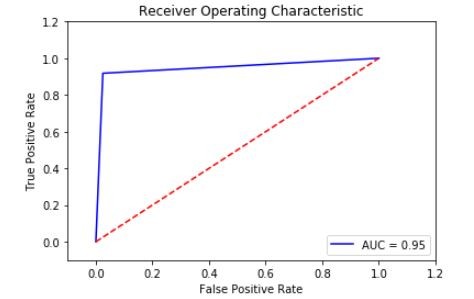 Receiver Operating Characteristic
1.2
1.0
0.8
0.6
0.4
0.2
0.0
True Positive Rate
AUC = 0.95
0.0 0.2 0.4 0.6 0.8 1.0 1.2
False Positive Rate